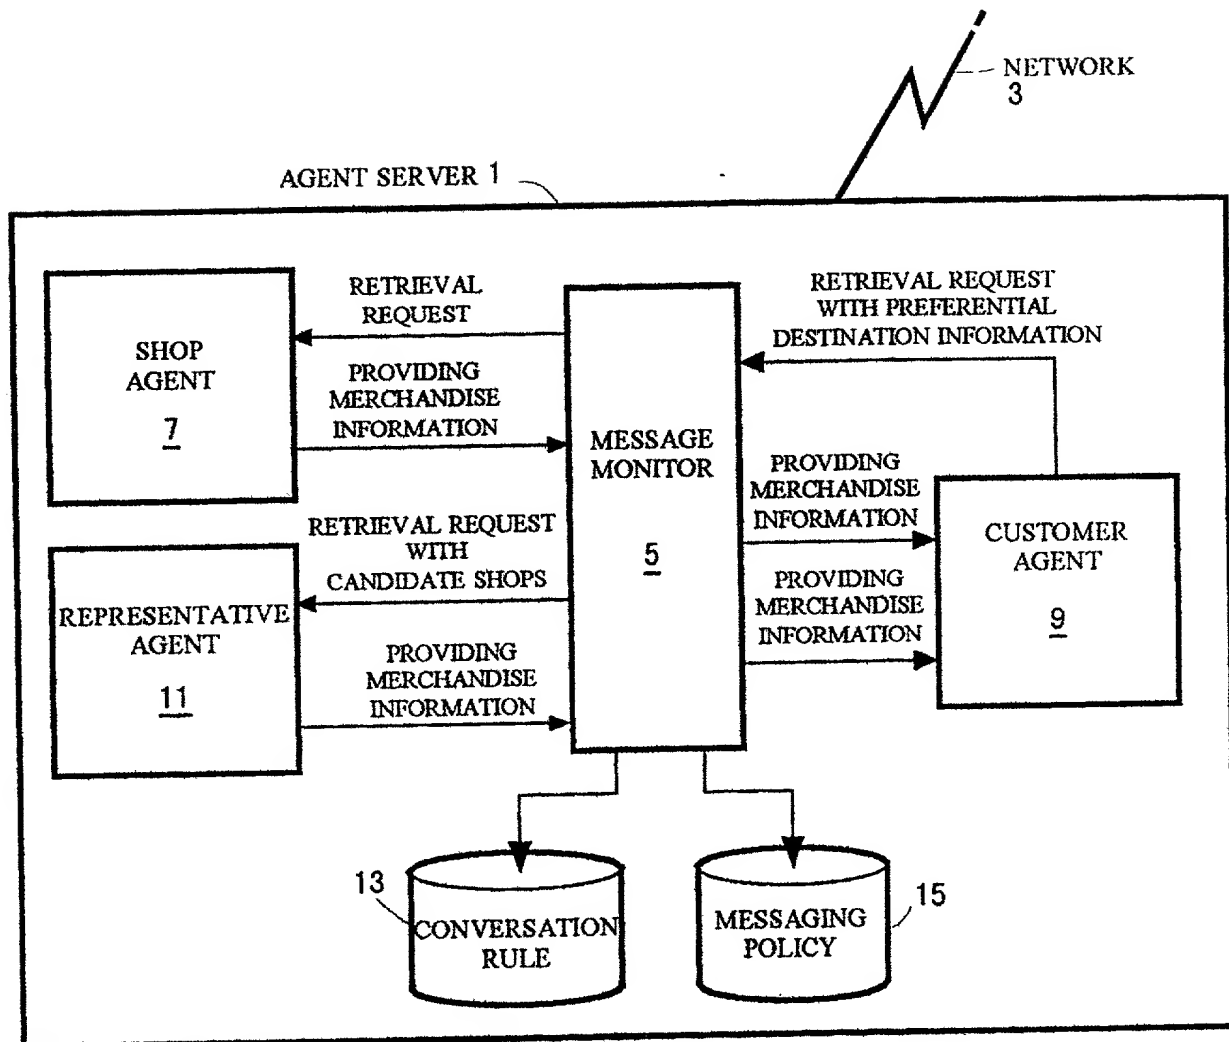 NETWORK
3
AGENT SERVER 1
RETRIEVAL
REQUEST
SHOP
AGENT
7
PROVIDING
MERCHANDISE
INFORMATION
RETRIEVAL REQUEST
WITH PREFERENTIAL
DESTINATION INFORMATION
MESSAGE
MONITOR
5
PROVIDING
MERCHANDISE
INFORMATION
CUSTOMER
AGENT
9
PROVIDING
MERCHANDISE
INFORMATION
RETRIEVAL REQUEST
WITH
CANDIDATE SHOPS
REPRESENTATIVE
AGENT
11
PROVIDING
MERCHANDISE
INFORMATION
13
CONVERSATION
RULE
MESSAGING
POLICY
15